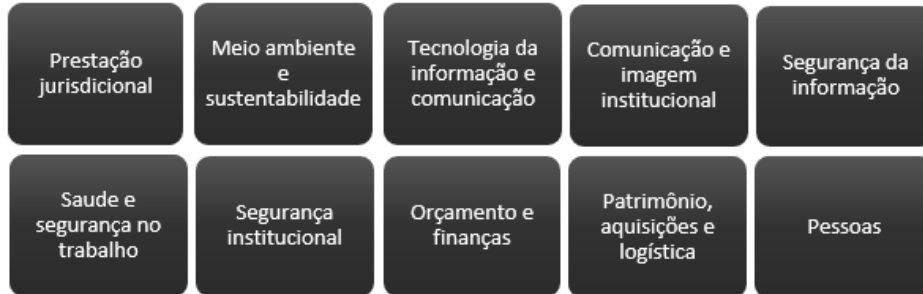 Prestação
jurisdicional
Meio ambiente
e
sustentabilidade
Tecnologia da
informação e
comunicação
Comunicação e
imagem
institucional
Segurança da
informação
Saude e
segurança no
trabalho
Segurança
institucional
Orçamento e
finanças
Patrimônio,
aquisições e
logística
Pessoas